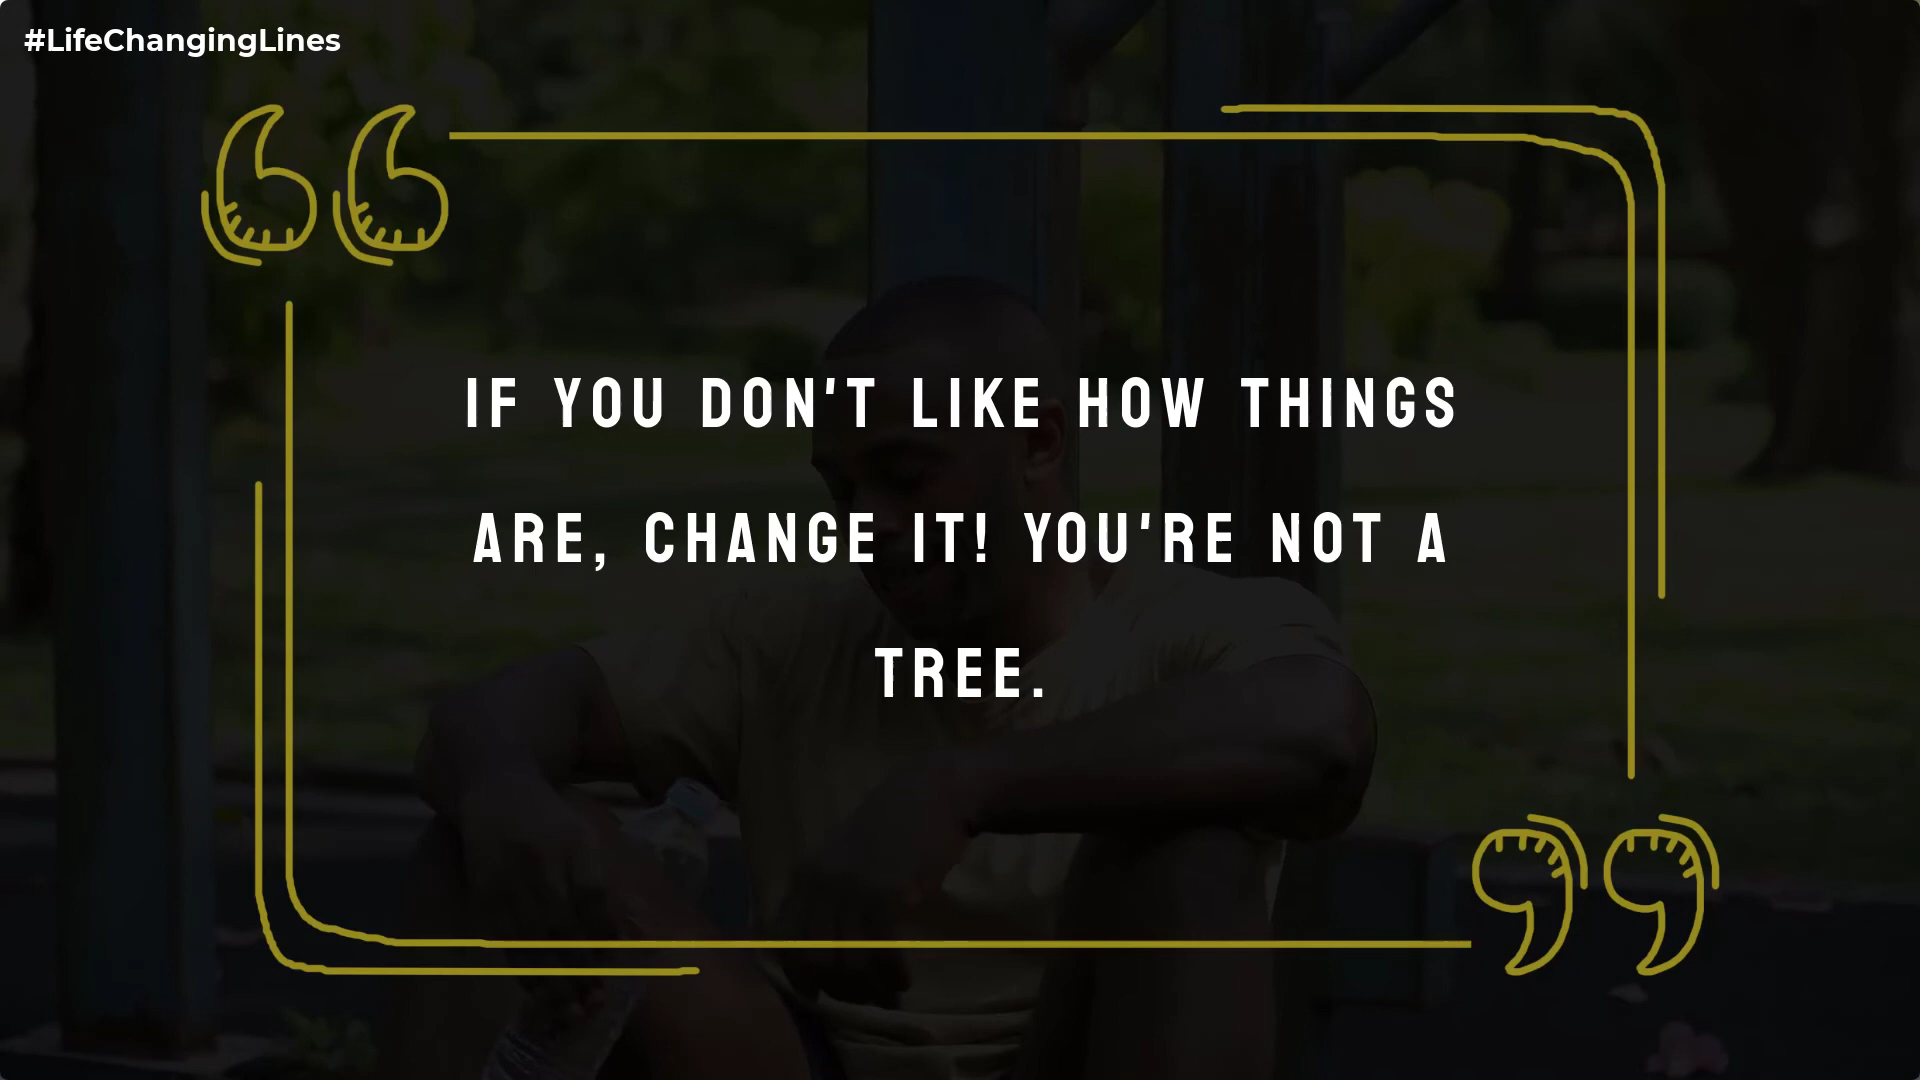 #LifeChangingLines
IF YOU DON'T LIKE HOW THINGS
ARE, CHANGE IT! YOU'RE NOT A
TREE.